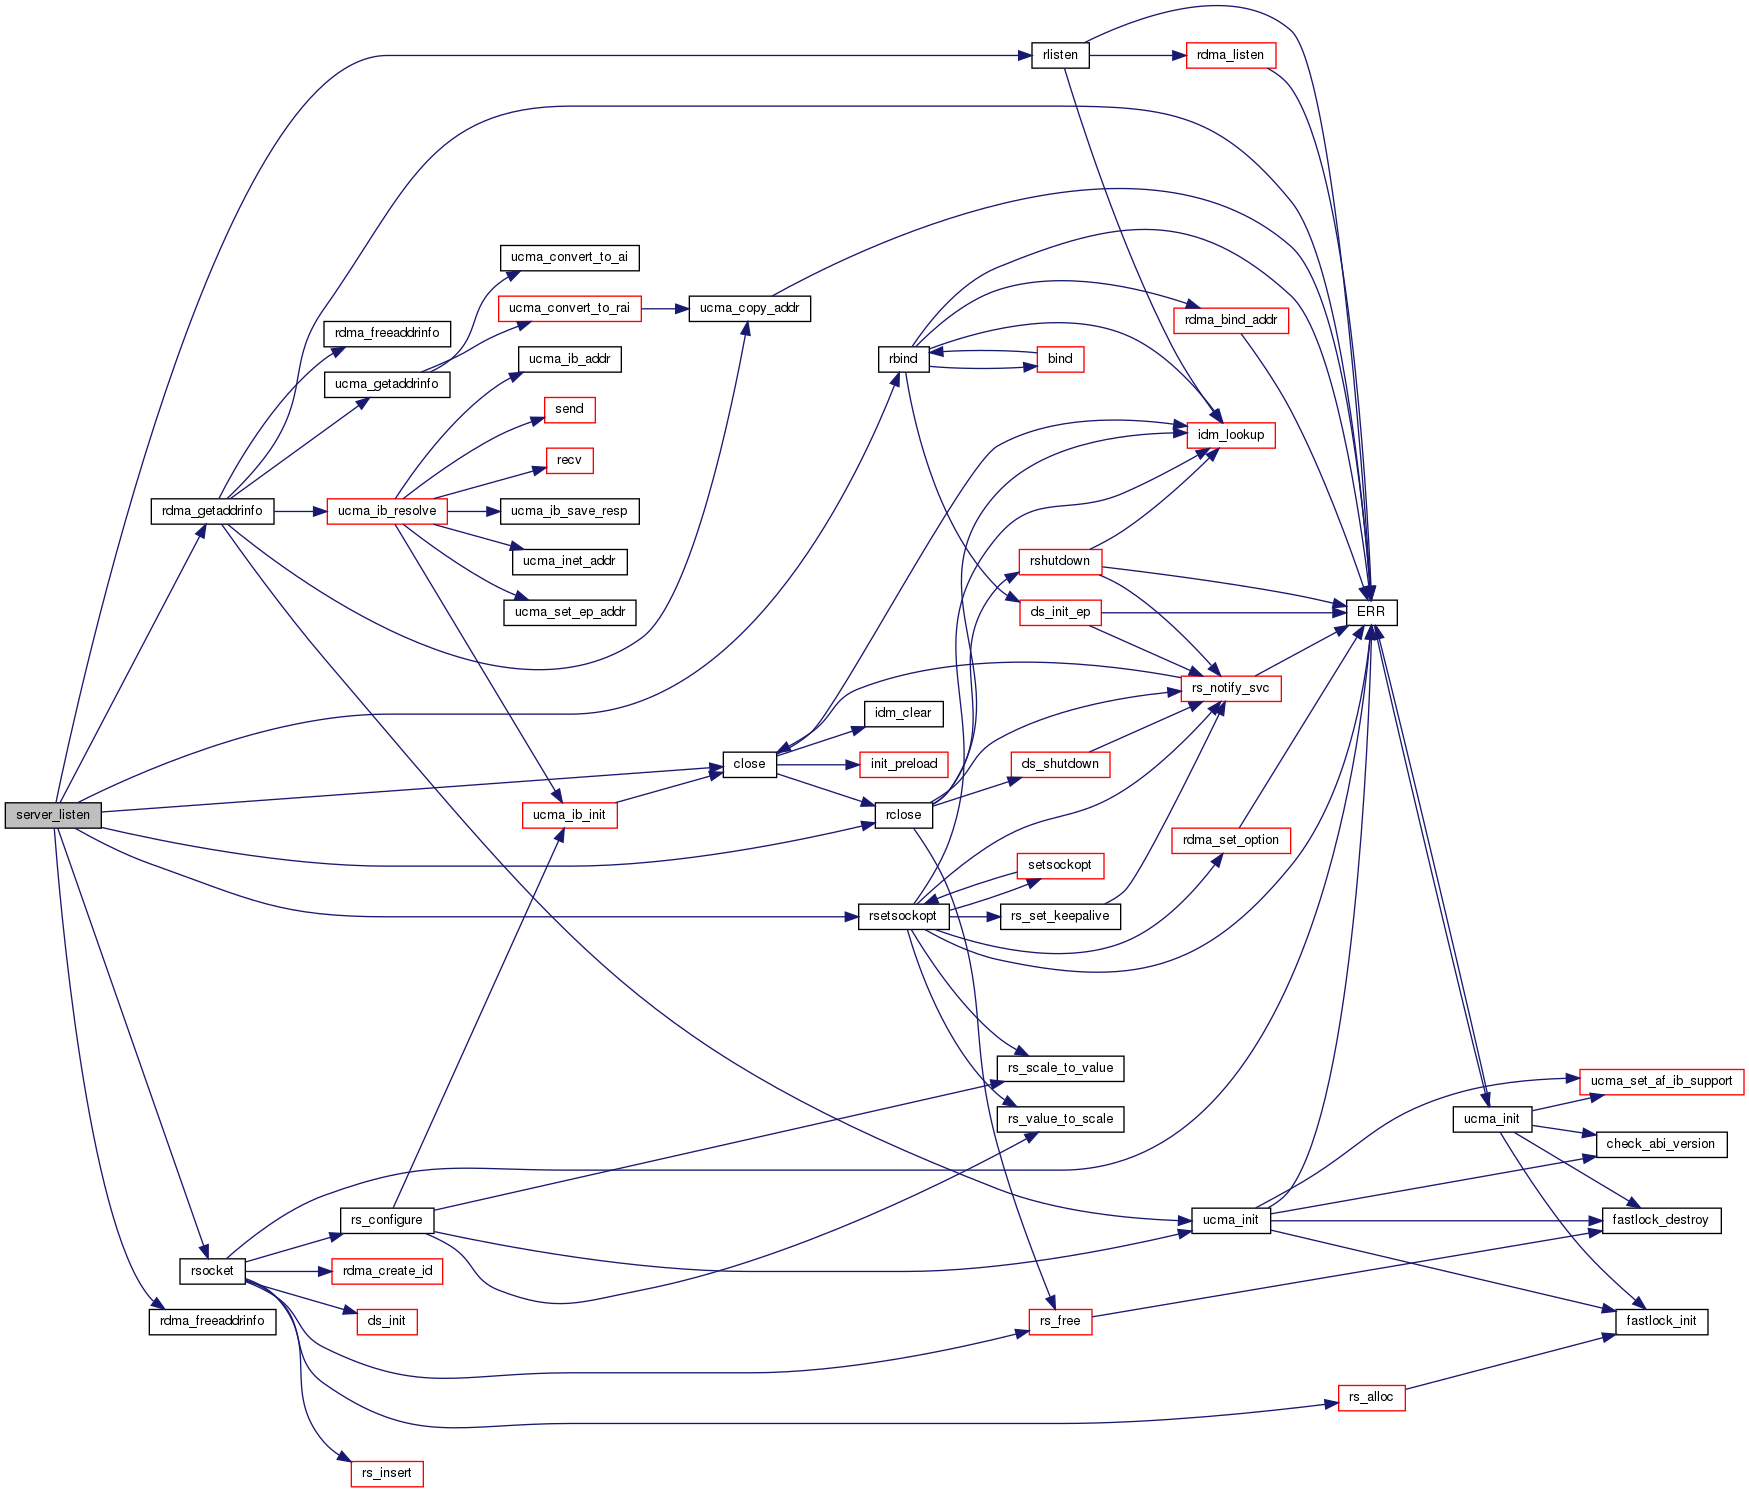 rlisten
rdma_listen
ucma_convert_to_ai
ucma_convert_to_rai
ucma_copy_addr
rdma_bind_addr
rdma_freeaddrinfo
ucma_ib_addr
rbind
bind
ucma_getaddrinfo
send
idm_lookup
recv
rdma_getaddrinfo
ucma_ib_resolve
ucma_ib_save_resp
ucma_inet_addr
rshutdown
ucma_set_ep_addr
ds_init_ep
ERR
rs_notify_svc
idm_clear
close
init_preload
ds_shutdown
server_listen
ucma_ib_init
rclose
rdma_set_option
setsockopt
rsetsockopt
rs_set_keepalive
rs_scale_to_value
ucma_set_af_ib_support
rs_value_to_scale
ucma_init
check_abi_version
rs_configure
ucma_init
fastlock_destroy
rsocket
rdma_create_id
rdma_freeaddrinfo
ds_init
rs_free
fastlock_init
rs_alloc
rs_insert